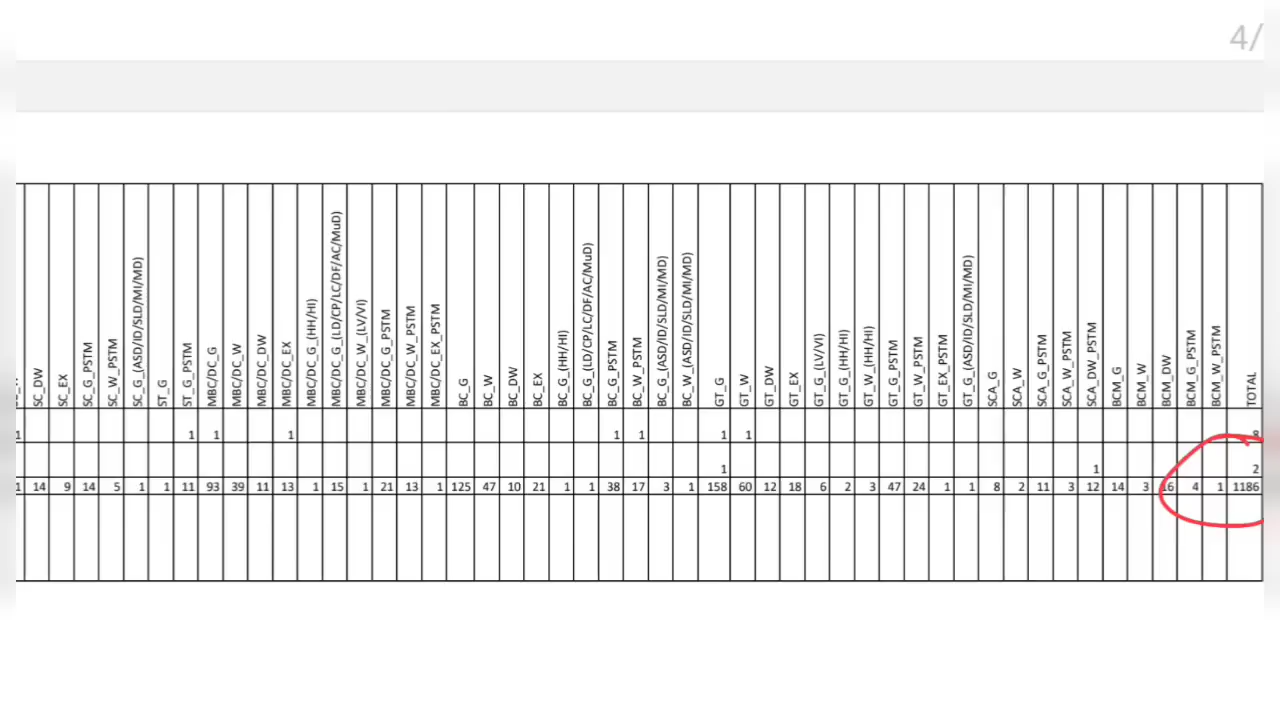 4/
SC_DW SC_EX SC_G_PSTM SC_W_PSTM SC_G_(ASD/ID/SLD/MI/MD) ST_G ST_G_PSTM MBC/DC_G MBC/DC_W MBC/DC_DW MBC/DC_EX MBC/DC_G_(HH/HI) MBC/DC_G_(LD/CP/LC/DF/AC/MuD) MBC/DC_W_(LV/VI) MBC/DC_G_PSTM MBC/DC_W_PSTM MBC/DC_EX_PSTM BC_G BC_W BC_DW BC_EX BC_G_(HH/HI) BC_G_(LD/CP/LC/DF/AC/MuD) BC_G_PSTM BC_W_PSTM BC_G_(ASD/ID/SLD/MI/MD) BC_W_(ASD/ID/SLD/MI/MD) GT_G GT_W GT_DW GT_EX GT_G_(LV/VI) GT_G_(HH/HI) GT_W_(HH/HI) GT_G_PSTM GT_W_PSTM GT_EX_PSTM GT_G_(ASD/ID/SLD/MI/MD) SCA_G SCA_W SCA_G_PSTM SCA_W_PSTM SCA_DW_PSTM BCM_G BCM_W BCM_DW BCM_G_PSTM BCM_W_PSTM TOTAL
1 1 1 1 1 1 1 1 8
1 1 2
1 14 9 14 5 1 1 11 93 39 11 13 1 15 1 21 13 1 125 47 10 21 1 1 38 17 3 1 158 60 12 18 6 2 3 47 24 1 1 8 2 11 3 12 14 3 16 4 1 1186